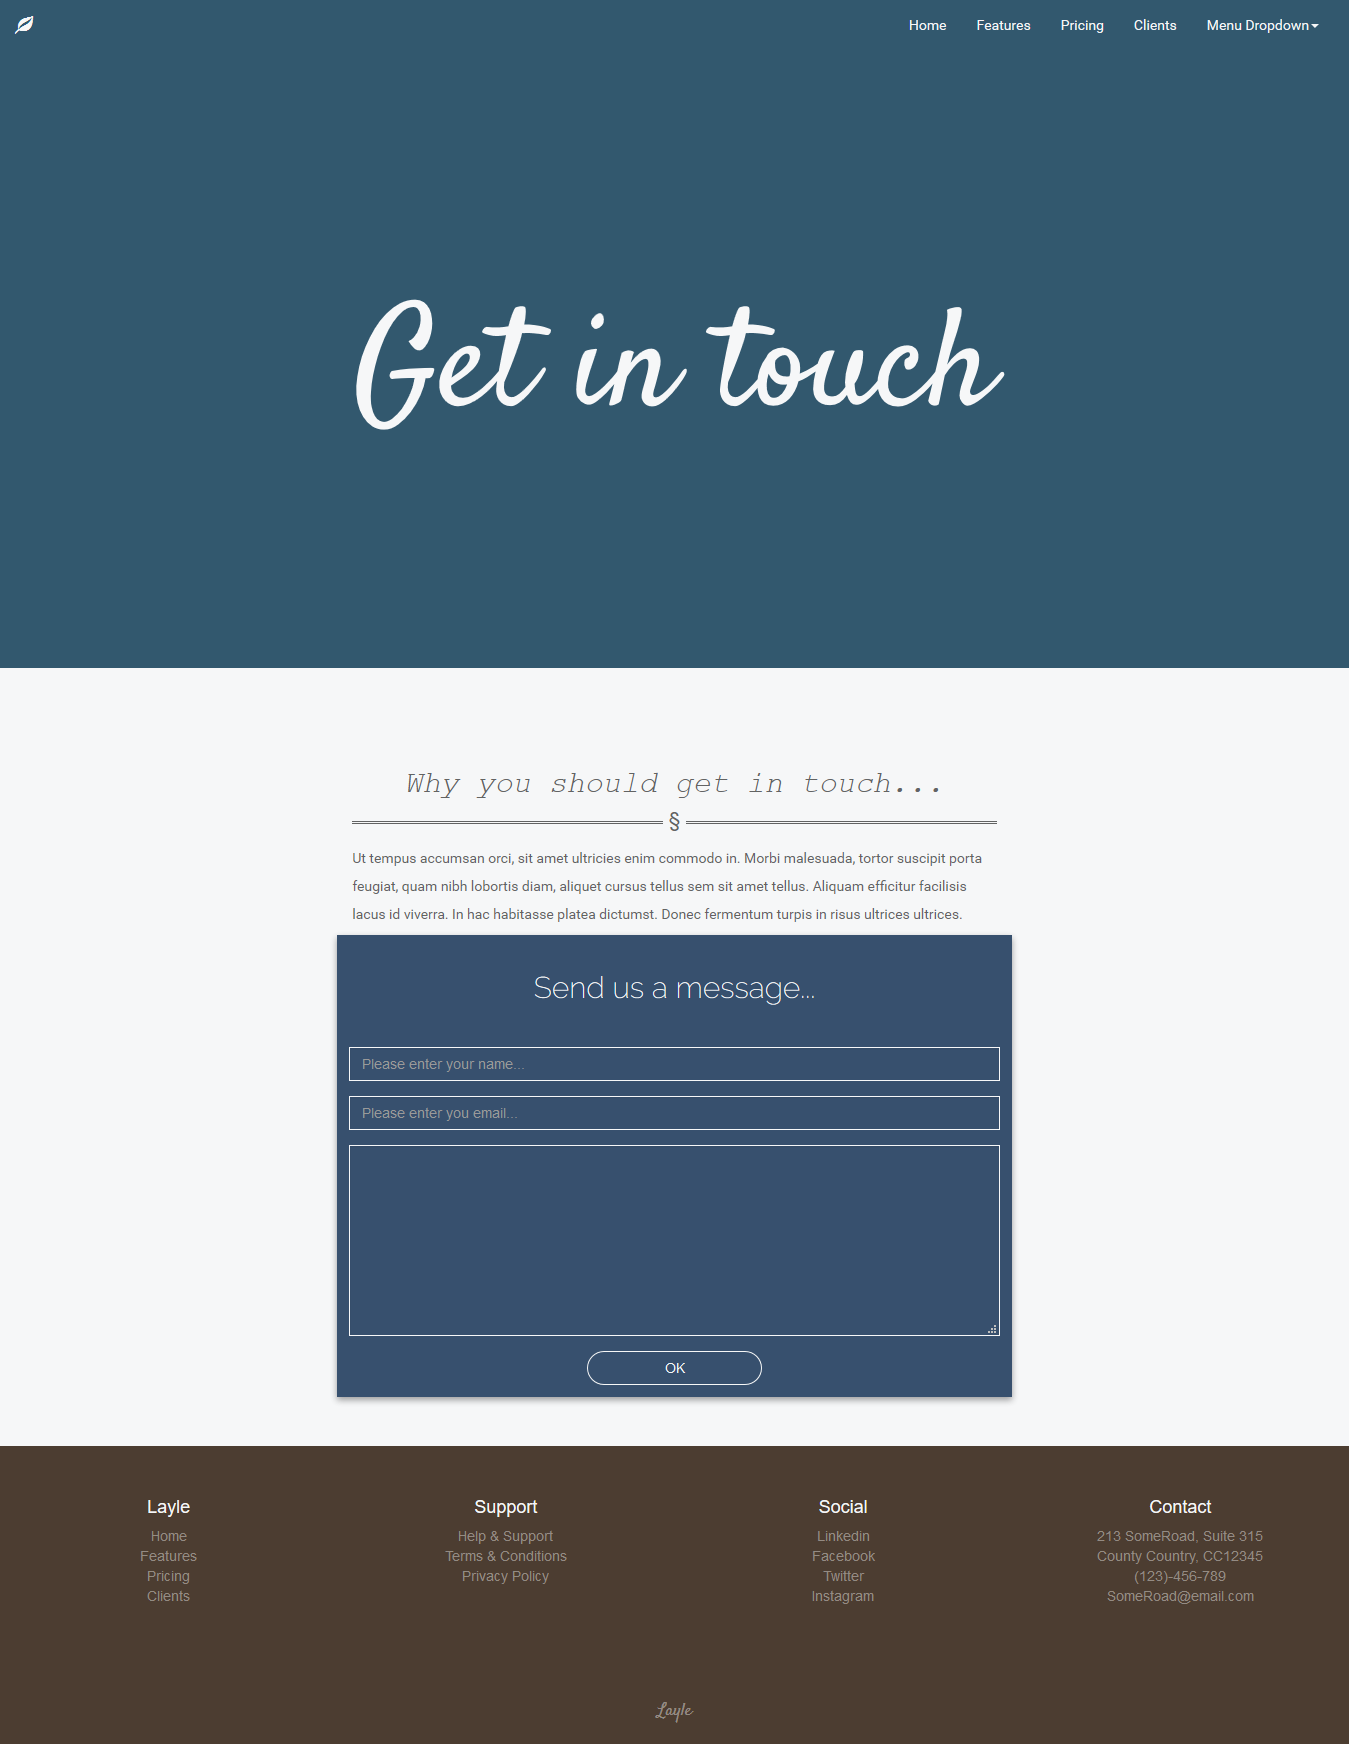 Home Features Pricing Clients Menu Dropdown
Get in touch
Why you should get in touch...
§
Ut tempus accumsan orci, sit amet ultricies enim commodo in. Morbi malesuada, tortor suscipit porta
feugiat, quam nibh lobortis diam, aliquet cursus tellus sem sit amet tellus. Aliquam efficitur facilisis
lacus id viverra. In hac habitasse platea dictumst. Donec fermentum turpis in risus ultrices ultrices.
Send us a message...
Please enter your name...
Please enter you email...
OK
Layle
Home
Features
Pricing
Clients
Support
Help & Support
Terms & Conditions
Privacy Policy
Social
Linkedin
Facebook
Twitter
Instagram
Contact
213 SomeRoad, Suite 315
County Country, CC12345
(123)-456-789
SomeRoad@email.com
Layle